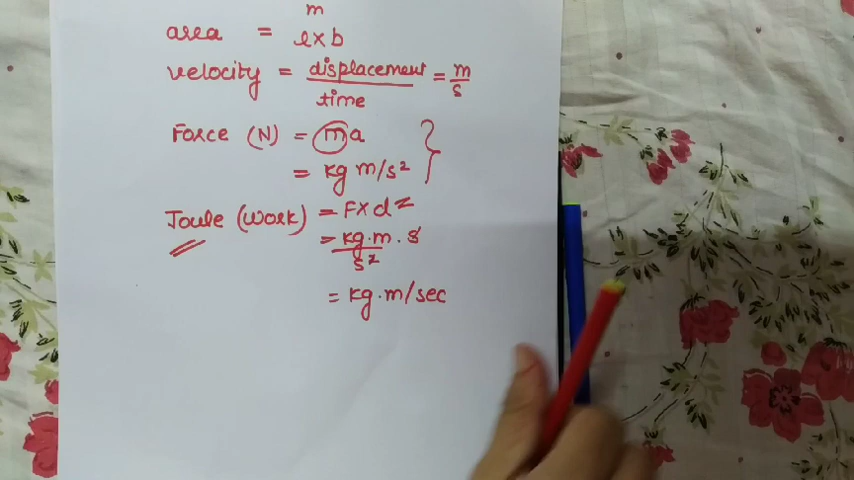 m
area = l×b
velocity = displacement/time = m/s
Force (N) = ma
= kg m/s²
Joule (work) = F×d
= kg.m/s² . s
= kg.m/sec